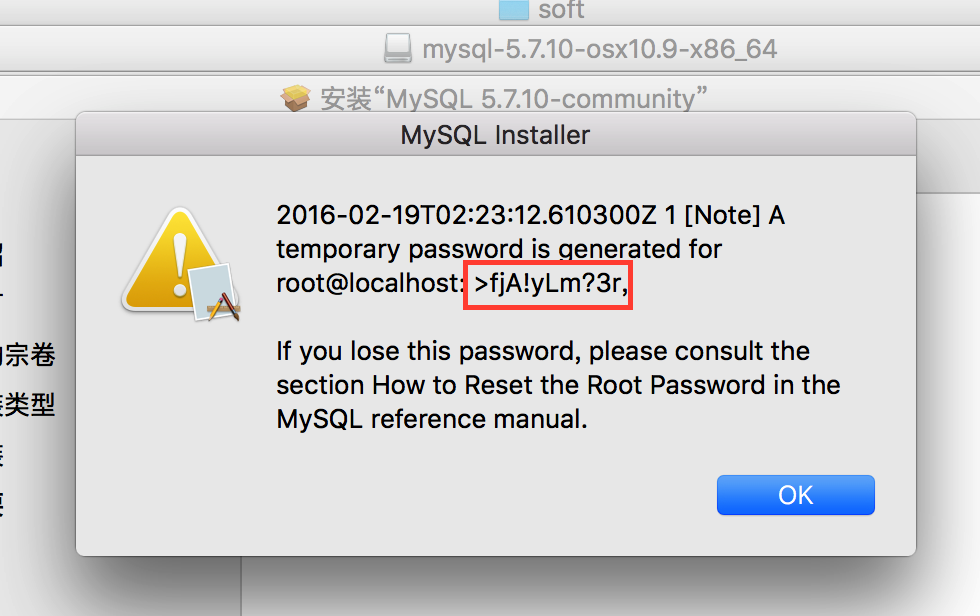 soft
mysql-5.7.10-osx10.9-x86_64
安装“MySQL 5.7.10-community”
MySQL Installer
2016-02-19T02:23:12.610300Z 1 [Note] A
temporary password is generated for
root@localhost: >fjA!yLm?3r,
If you lose this password, please consult the
section How to Reset the Root Password in the
MySQL reference manual.
宗卷
类型
OK